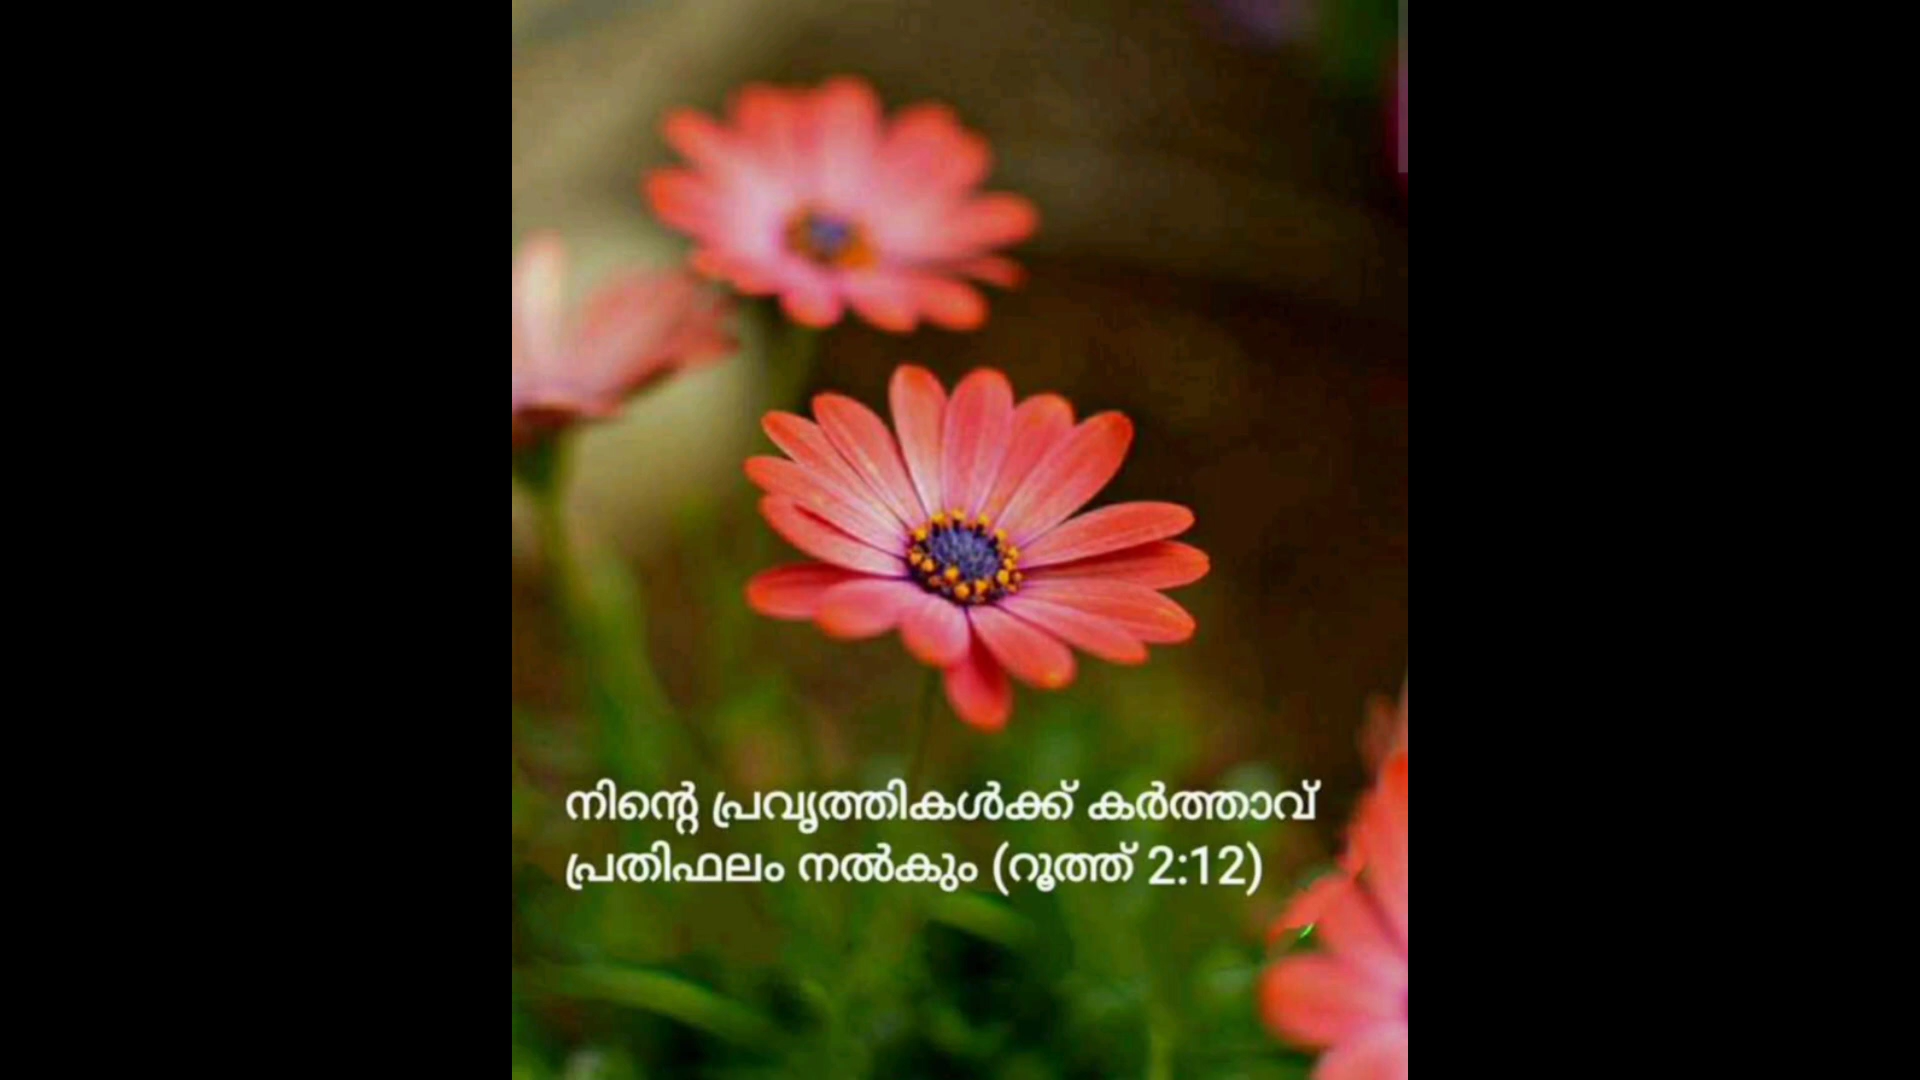 നിന്റെ പ്രവൃത്തികൾക്ക് കർത്താവ്
പ്രതിഫലം നൽകും (റൂത്ത് 2:12)